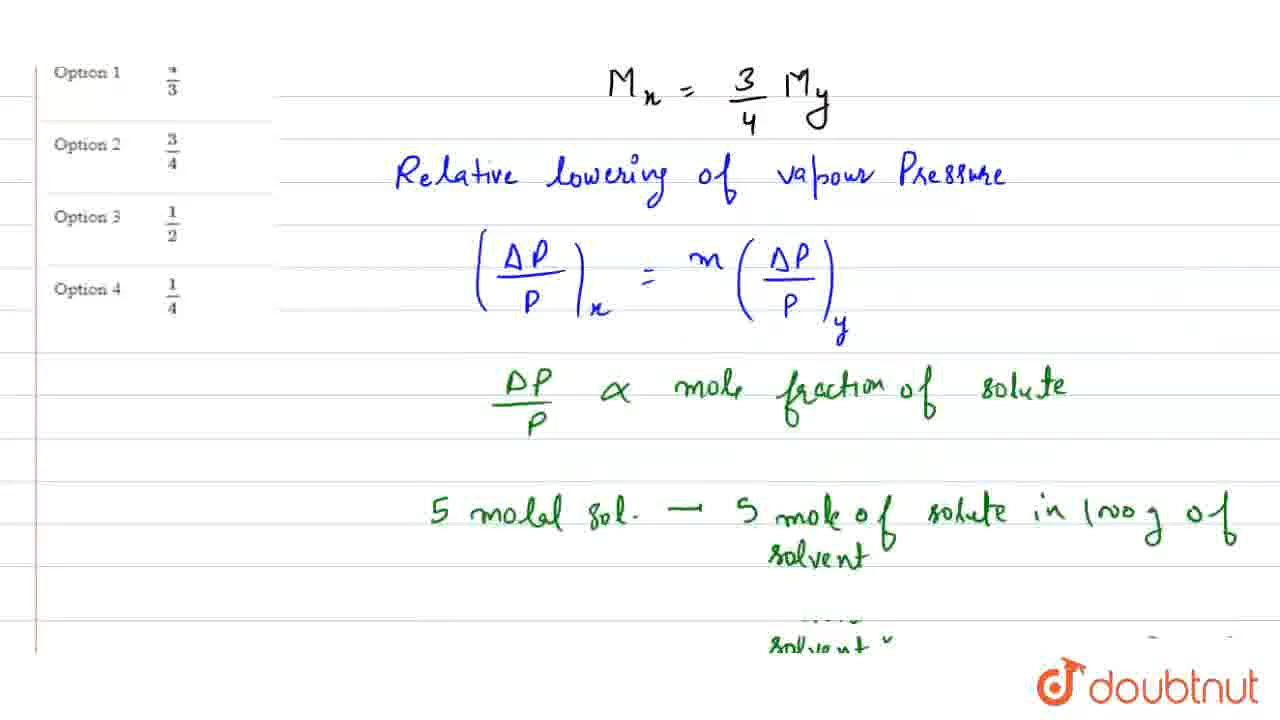 Option 1 3
Option 2 3/4
Option 3 1/2
Option 4 1/4
Mx = 3/4 My
Relative lowering of vapour Pressure
(ΔP/P)x = m (ΔP/P)y
ΔP/P ∝ mole fraction of solute
5 molal sol. — 5 mole of solute in 1000 g of
solvent
solvent
doubtnut